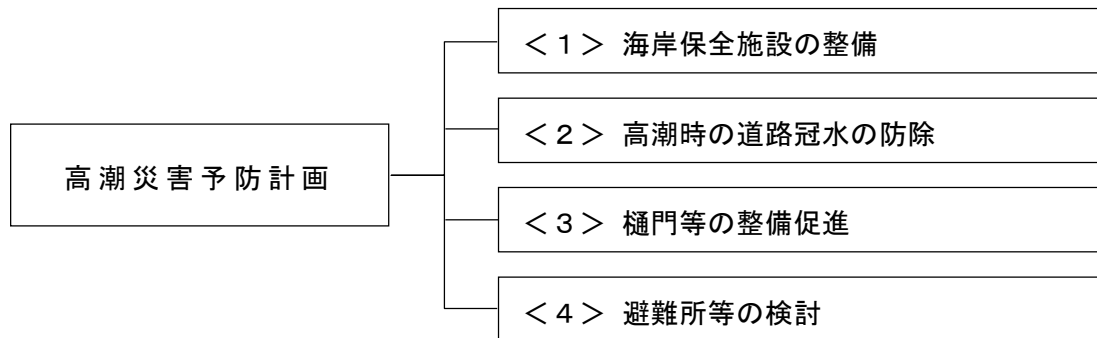 高潮災害予防計画
＜１＞ 海岸保全施設の整備
＜２＞ 高潮時の道路冠水の防除
＜３＞ 樋門等の整備促進
＜４＞ 避難所等の検討